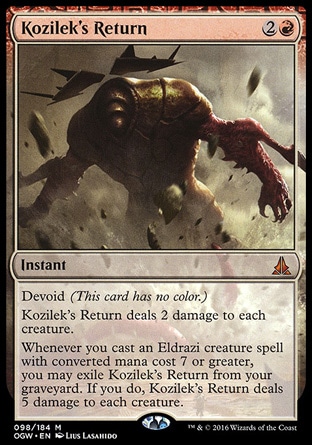 Kozilek's Return 2
Instant
Devoid (This card has no color.)
Kozilek's Return deals 2 damage to each
creature.
Whenever you cast an Eldrazi creature spell
with converted mana cost 7 or greater,
you may exile Kozilek's Return from your
graveyard. If you do, Kozilek's Return deals
5 damage to each creature.
098/184 M
OGW • EN Lius Lasahido
™ & © 2016 Wizards of the Coast